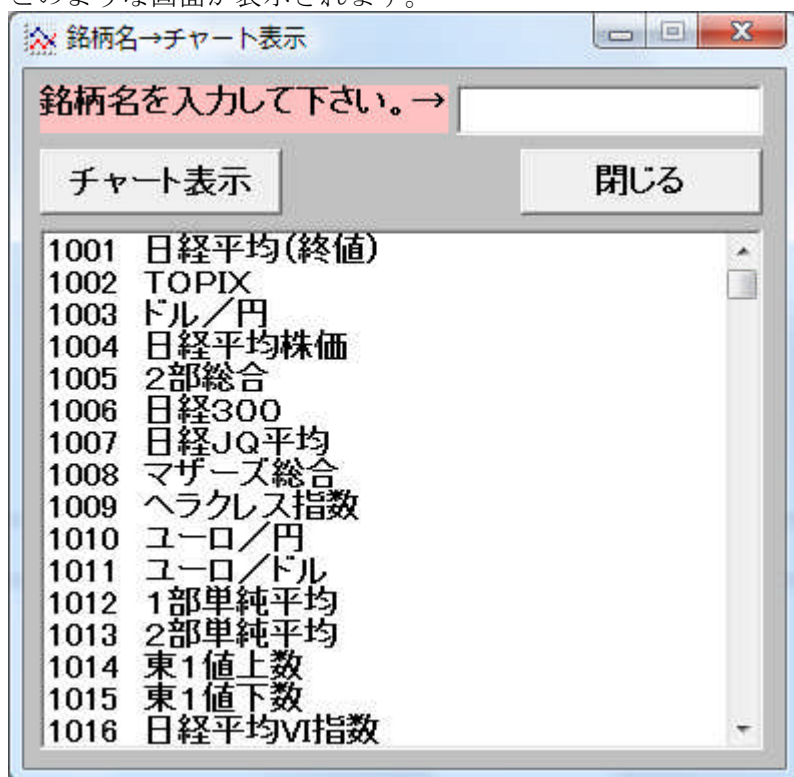 このような画面が表示されます。
銘柄名→チャート表示
銘柄名を入力して下さい。→
チャート表示 閉じる
1001 日経平均(終値)
1002 TOPIX
1003 ドル／円
1004 日経平均株価
1005 2部総合
1006 日経300
1007 日経JQ平均
1008 マザーズ総合
1009 ヘラクレス指数
1010 ユーロ／円
1011 ユーロ／ドル
1012 1部単純平均
1013 2部単純平均
1014 東1値上数
1015 東1値下数
1016 日経平均VI指数